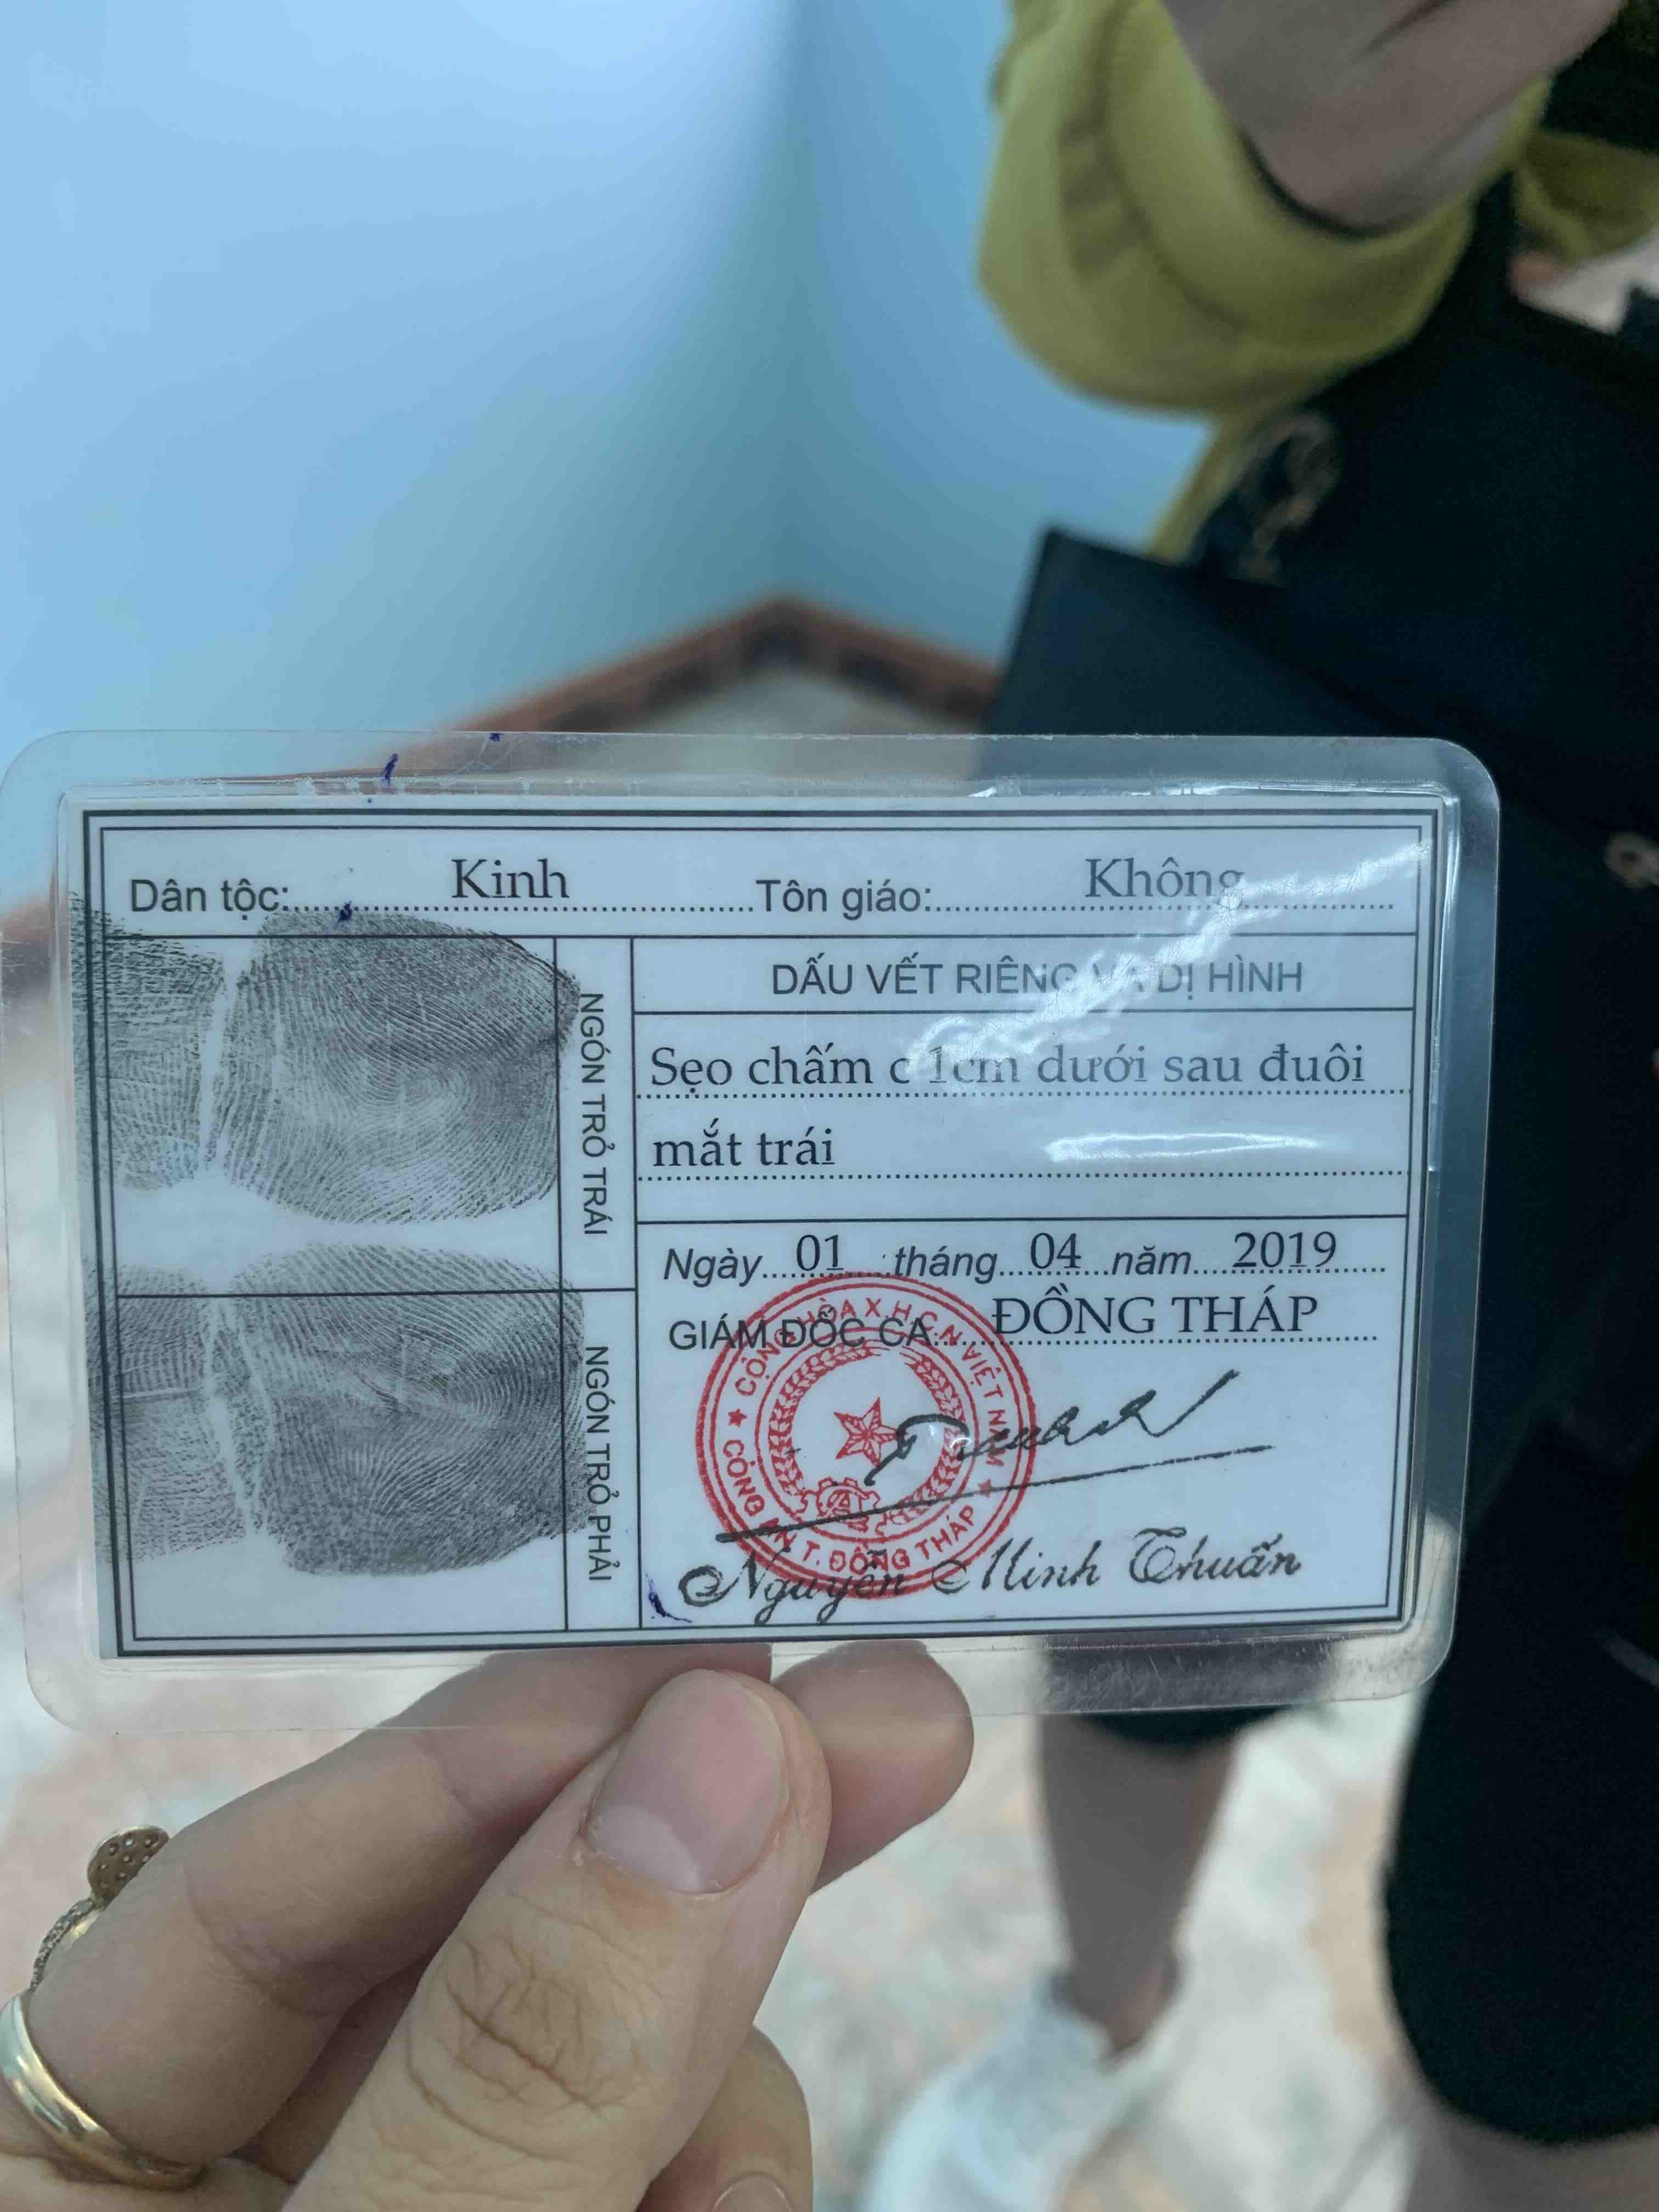 Dân tộc: Kinh Tôn giáo: Không
NGÓN TRỎ TRÁI
DẤU VẾT RIÊNG VÀ DỊ HÌNH
Sẹo chấm c 1cm dưới sau đuôi
mắt trái
NGÓN TRỎ PHẢI
Ngày 01 tháng 04 năm 2019
GIÁM ĐỐC CA ĐỒNG THÁP
CỘNG HÒA X.H.C.N VIỆT NAM
CÔNG AN T. ĐỒNG THÁP
Nguyễn Minh Thuấn